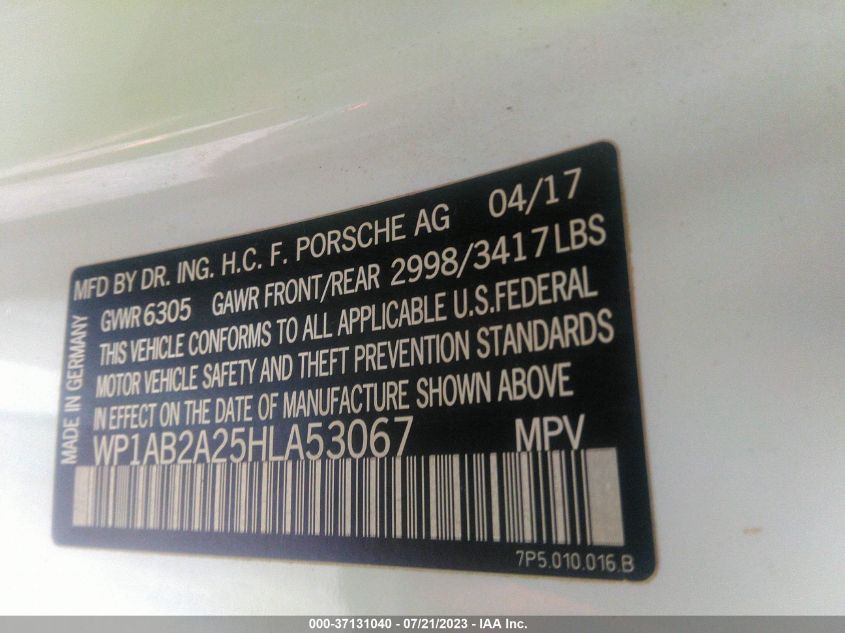 MFD BY DR. ING. H.C. F. PORSCHE AG 04/17
GVWR 6305 GAWR FRONT/REAR 2998/3417 LBS
THIS VEHICLE CONFORMS TO ALL APPLICABLE U.S.FEDERAL
MOTOR VEHICLE SAFETY AND THEFT PREVENTION STANDARDS
IN EFFECT ON THE DATE OF MANUFACTURE SHOWN ABOVE
WP1AB2A25HLA53067 MPV
MADE IN GERMANY
7P5.010.016.B
000-37131040 - 07/21/2023 - IAA Inc.